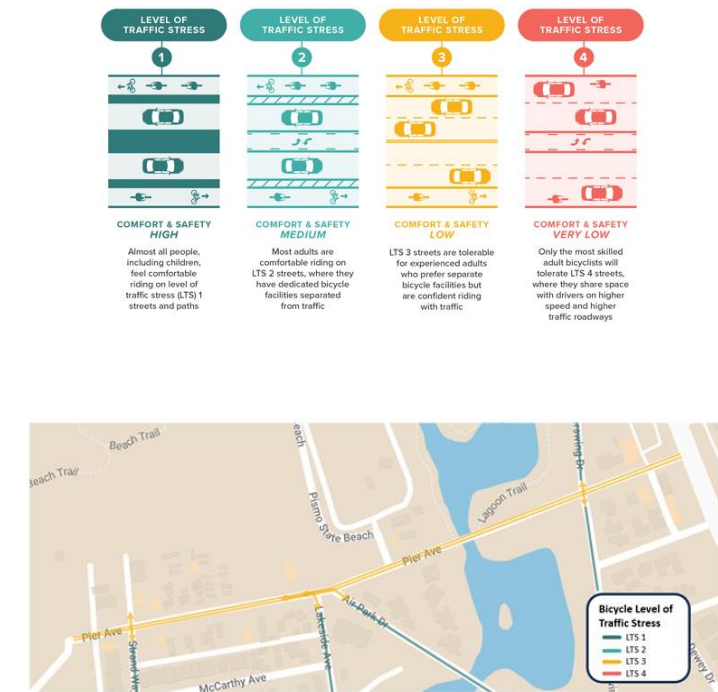 LEVEL OF
TRAFFIC STRESS
1
COMFORT & SAFETY
HIGH
Almost all people,
including children,
feel comfortable
riding on level of
traffic stress (LTS) 1
streets and paths
LEVEL OF
TRAFFIC STRESS
2
COMFORT & SAFETY
MEDIUM
Most adults are
comfortable riding on
LTS 2 streets, where they
have dedicated bicycle
facilities separated
from traffic
LEVEL OF
TRAFFIC STRESS
3
COMFORT & SAFETY
LOW
LTS 3 streets are tolerable
for experienced adults
who prefer separate
bicycle facilities but
are confident riding
with traffic
LEVEL OF
TRAFFIC STRESS
4
COMFORT & SAFETY
VERY LOW
Only the most skilled
adult bicyclists will
tolerate LTS 4 streets,
where they share space
with drivers on higher
speed and higher
traffic roadways
Beach Trail
Beach Trail
each
Pismo State Beach
Lagoon Trail
rswing Dr
Pier Ave
Pier Ave
Air Park Dr
Lakeside Ave
Strand Wa
McCarthy Ave
Dewey Dr
Bicycle Level of
Traffic Stress
LTS 1
LTS 2
LTS 3
LTS 4